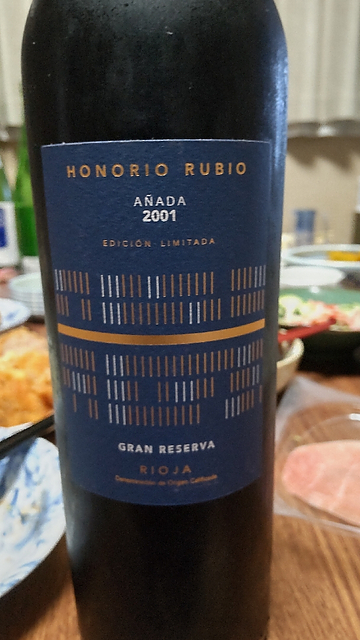 HONORIO RUBIO
AÑADA
2001
EDICIÓN LIMITADA
GRAN RESERVA
RIOJA
Denominación de Origen Calificada